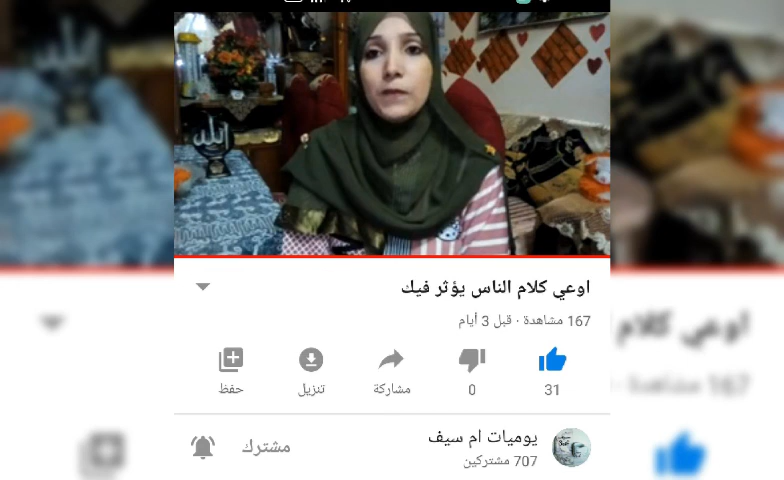 الله
اوعي كلام الناس يؤثر فيك
167 مشاهدة · قبل 3 أيام
31
0
مشاركة
تنزيل
حفظ
يوميات ام سيف
مشترك
707 مشتركين